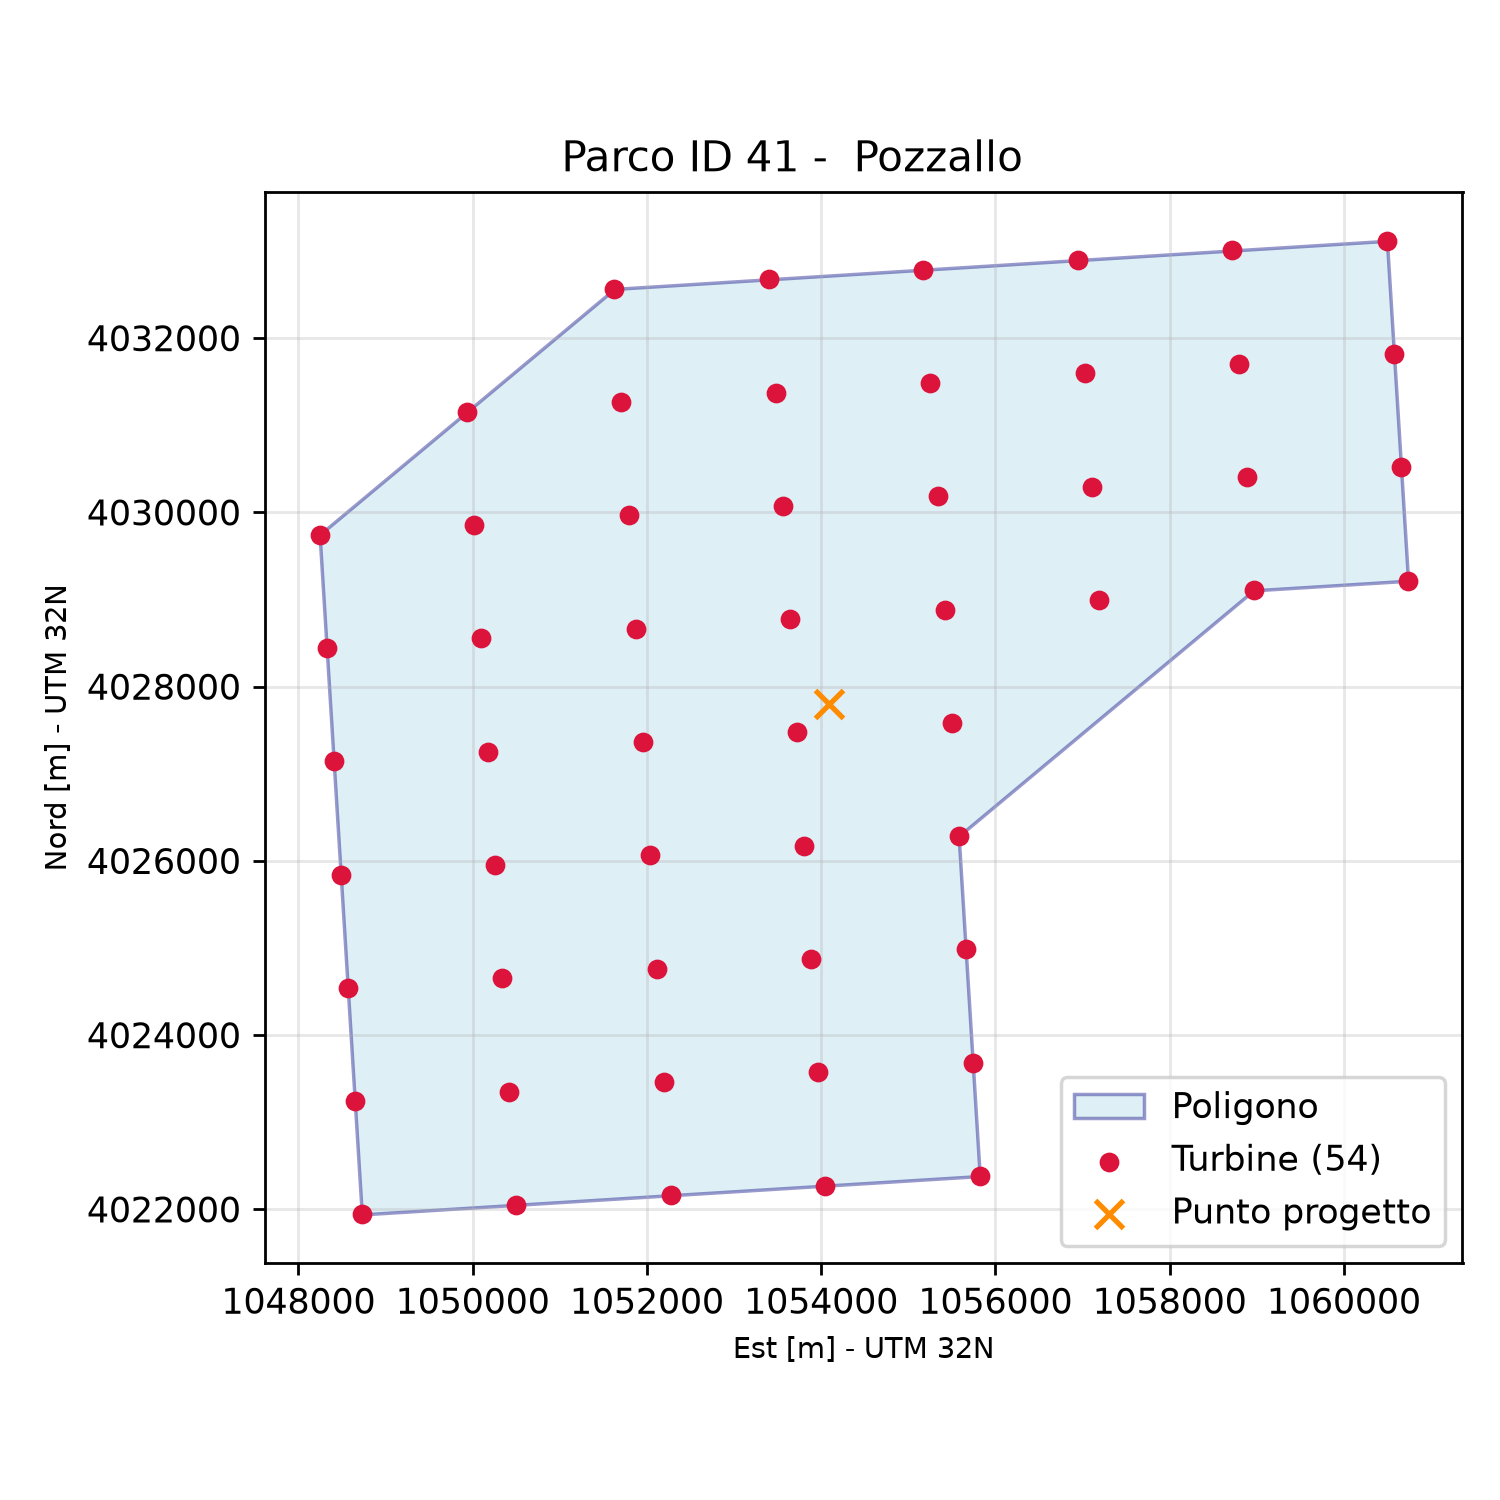 Parco ID 41 -  Pozzallo
4032000
4030000
4028000
4026000
4024000
4022000
Nord [m] - UTM 32N
Poligono
Turbine (54)
Punto progetto
1048000 1050000 1052000 1054000 1056000 1058000 1060000
Est [m] - UTM 32N